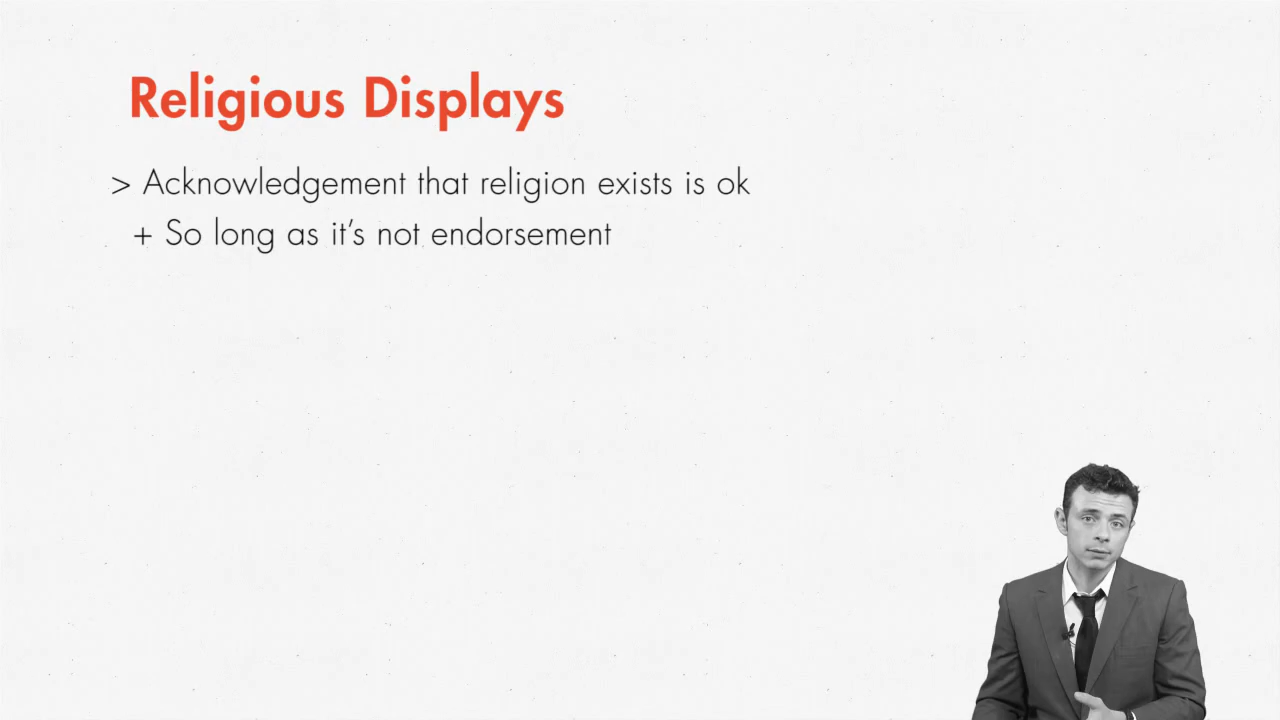 Religious Displays
> Acknowledgement that religion exists is ok
+ So long as it's not endorsement